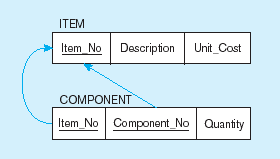 ITEM
Item_No Description Unit_Cost
COMPONENT
Item_No Component_No Quantity